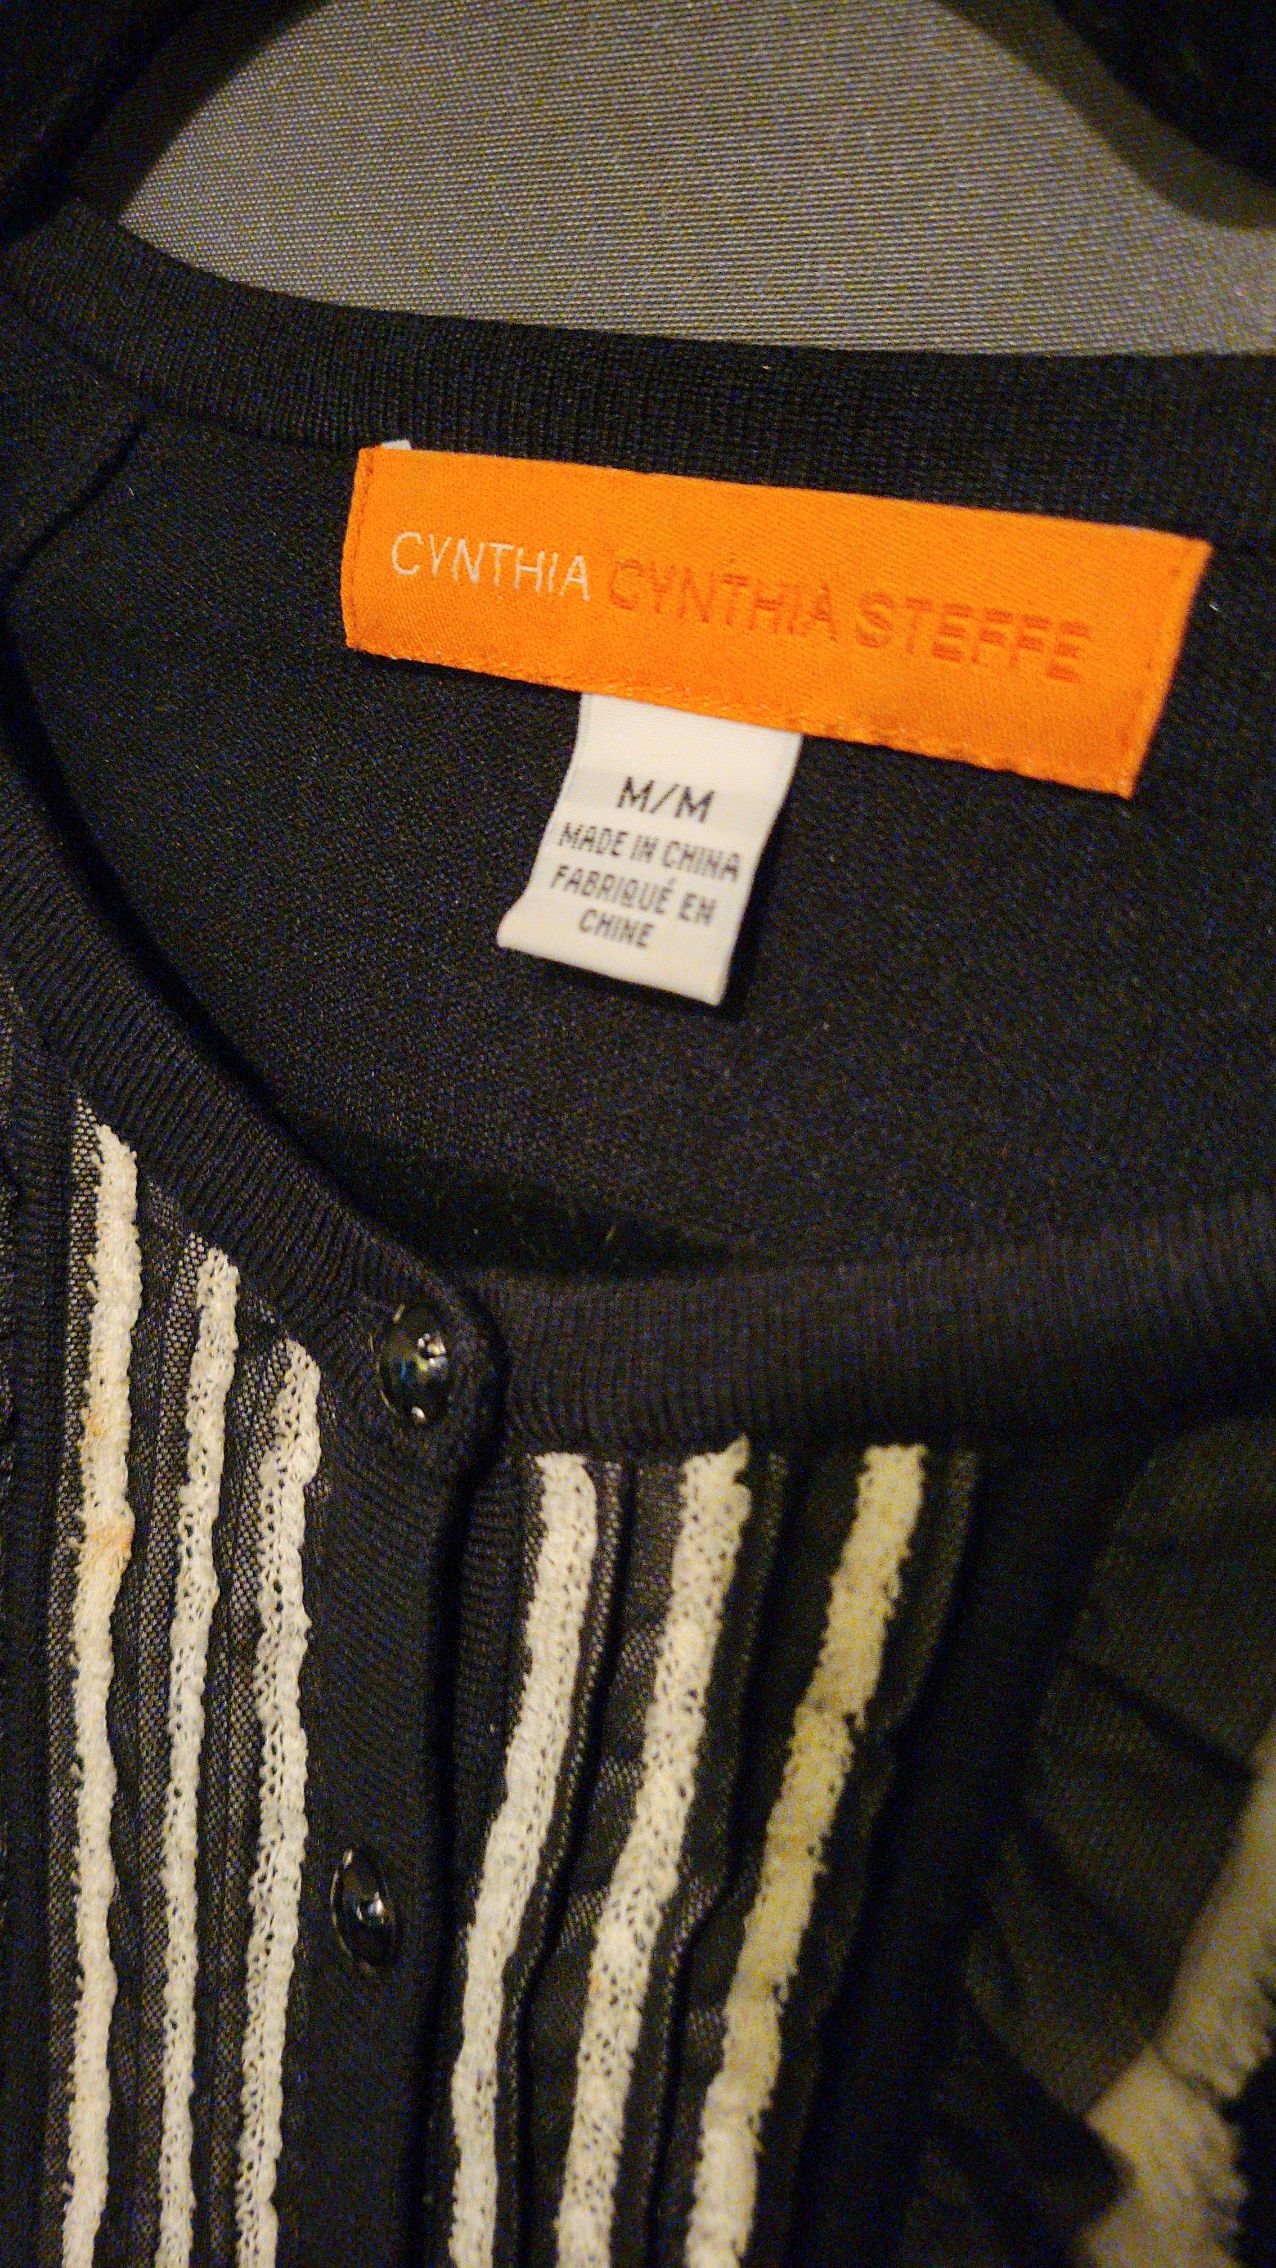 CYNTHIA CYNTHIA STEFFE
M/M
MADE IN CHINA
FABRIQUÉ EN
CHINE